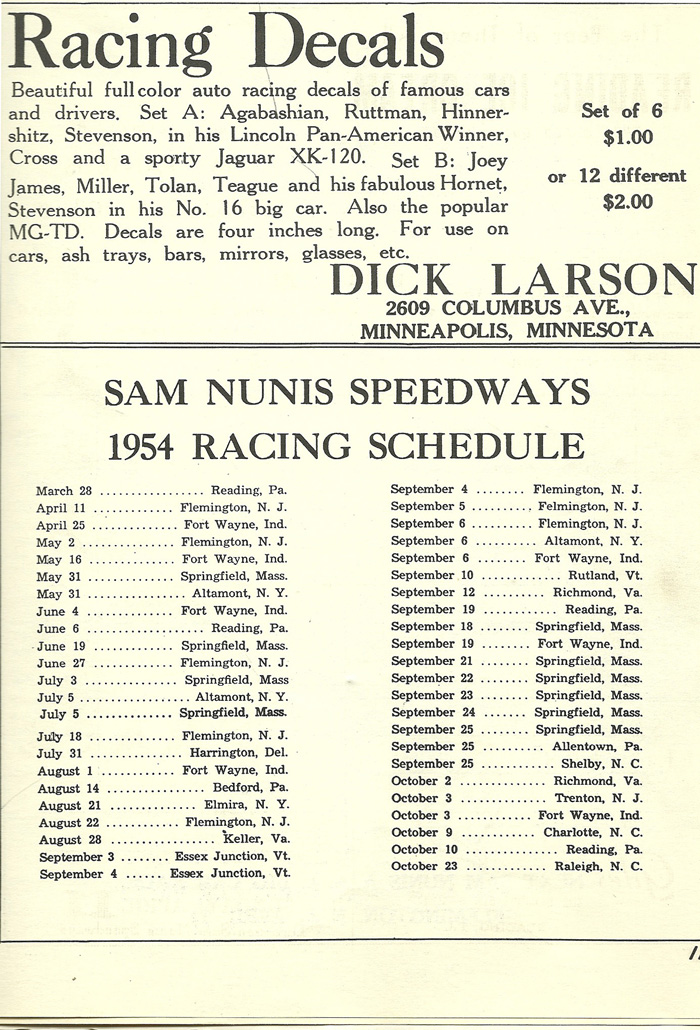 Racing Decals
Beautiful full color auto racing decals of famous cars
and drivers. Set A: Agabashian, Ruttman, Hinner-
shitz, Stevenson, in his Lincoln Pan-American Winner,
Cross and a sporty Jaguar XK-120. Set B: Joey
James, Miller, Tolan, Teague and his fabulous Hornet,
Stevenson in his No. 16 big car. Also the popular
MG-TD. Decals are four inches long. For use on
cars, ash trays, bars, mirrors, glasses, etc.
Set of 6
$1.00
or 12 different
$2.00
DICK LARSON
2609 COLUMBUS AVE.,
MINNEAPOLIS, MINNESOTA
SAM NUNIS SPEEDWAYS
1954 RACING SCHEDULE
March 28 ................ Reading, Pa.
April 11 ............. Flemington, N. J.
April 25 ............. Fort Wayne, Ind.
May 2 .............. Flemington, N. J.
May 16 .............. Fort Wayne, Ind.
May 31 ............. Springfield, Mass.
May 31 ................ Altamont, N. Y.
June 4 ............. Fort Wayne, Ind.
June 6 .................. Reading, Pa.
June 19 ............ Springfield, Mass.
June 27 ............. Flemington, N. J.
July 3 ............... Springfield, Mass
July 5 .................. Altamont, N. Y.
July 5 ............. Springfield, Mass.
July 18 ............. Flemington, N. J.
July 31 .............. Harrington, Del.
August 1 ............ Fort Wayne, Ind.
August 14 ............... Bedford, Pa.
August 21 ............. Elmira, N. Y.
August 22 .......... Flemington, N. J.
August 28 ................ Keller, Va.
September 3 ........ Essex Junction, Vt.
September 4 ...... Essex Junction, Vt.
September 4 ........ Flemington, N. J.
September 5 .......... Felmington, N. J.
September 6 ......... Flemington, N. J.
September 6 .......... Altamont, N. Y.
September 6 ........ Fort Wayne, Ind.
September 10 ............ Rutland, Vt.
September 12 ......... Richmond, Va.
September 19 ........... Reading, Pa.
September 18 ...... Springfield, Mass.
September 19 ....... Fort Wayne, Ind.
September 21 ...... Springfield, Mass.
September 22 ...... Springfield, Mass.
September 23 ...... Springfield, Mass.
September 24 ...... Springfield, Mass.
September 25 ...... Springfield, Mass.
September 25 ......... Allentown, Pa.
September 25 .......... Shelby, N. C.
October 2 .............. Richmond, Va.
October 3 ............. Trenton, N. J.
October 3 ............ Fort Wayne, Ind.
October 9 ............ Charlotte, N. C.
October 10 ............. Reading, Pa.
October 23 ............ Raleigh, N. C.